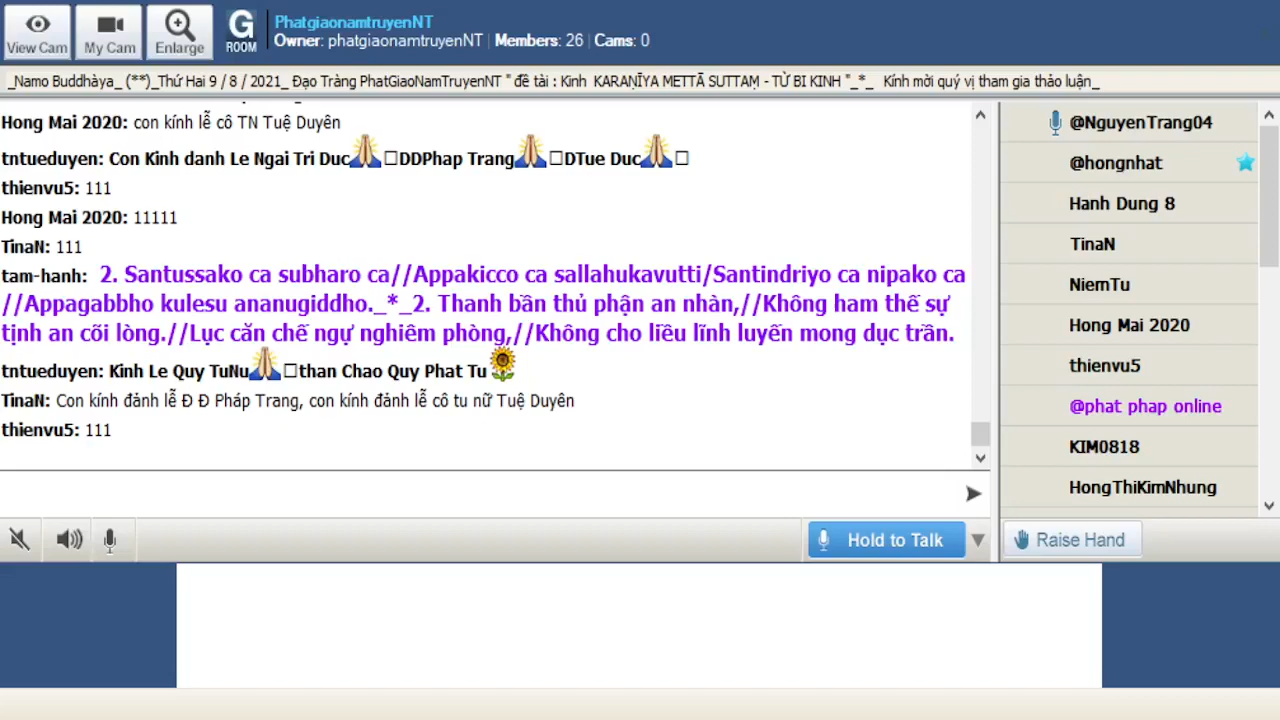 View Cam
My Cam
Enlarge
G
ROOM
PhatgiaonamtruyenNT
Owner: phatgiaonamtruyenNT | Members: 26 | Cams: 0
_Namo Buddhàya_ (**)_Thứ Hai 9 / 8 / 2021_ Đạo Tràng PhatGiaoNamTruyenNT " đề tài : Kinh KARAṆĪYA METTĀ SUTTAṂ - TỪ BI KINH "_*_ Kính mời quý vị tham gia thảo luận_
Hong Mai 2020: con kính lễ cô TN Tuệ Duyên
tntueduyen: Con Kinh danh Le Ngai Tri Duc🙏□DDPhap Trang🙏□DTue Duc🙏□
thienvu5: 111
Hong Mai 2020: 11111
TinaN: 111
tam-hanh: 2. Santussako ca subharo ca//Appakicco ca sallahukavutti/Santindriyo ca nipako ca
//Appagabbho kulesu ananugiddho._*_2. Thanh bần thủ phận an nhàn,//Không ham thế sự
tịnh an cõi lòng.//Lục căn chế ngự nghiêm phòng,//Không cho liều lĩnh luyến mong dục trần.
tntueduyen: Kinh Le Quy TuNu🙏□than Chao Quy Phat Tu🌻
TinaN: Con kính đảnh lễ Đ Đ Pháp Trang, con kính đảnh lễ cô tu nữ Tuệ Duyên
thienvu5: 111
@NguyenTrang04
@hongnhat
Hanh Dung 8
TinaN
NiemTu
Hong Mai 2020
thienvu5
@phat phap online
KIM0818
HongThiKimNhung
Hold to Talk
Raise Hand